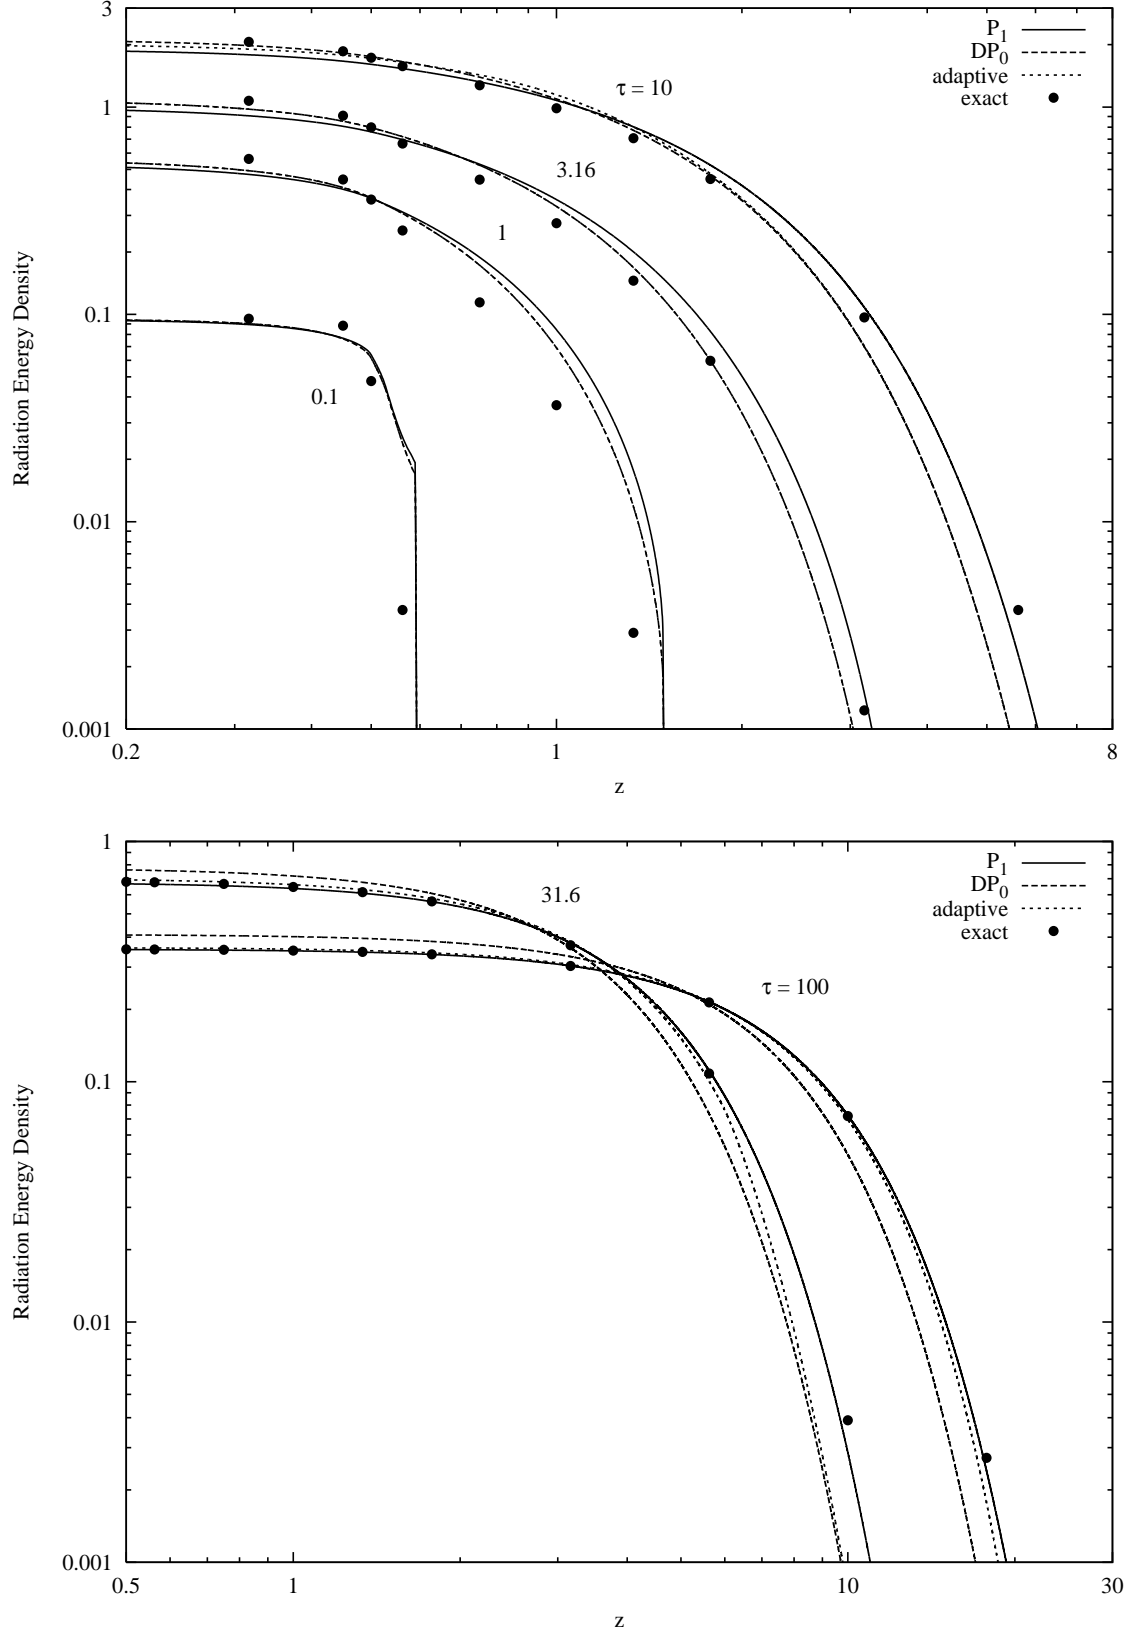 3
P₁
DP₀
adaptive
exact
τ = 10
1
3.16
1
Radiation Energy Density
0.1
0.1
0.01
0.001
0.2
1
8
z
1
P₁
DP₀
adaptive
exact
31.6
τ = 100
Radiation Energy Density
0.1
0.01
0.001
0.5
1
10
30
z